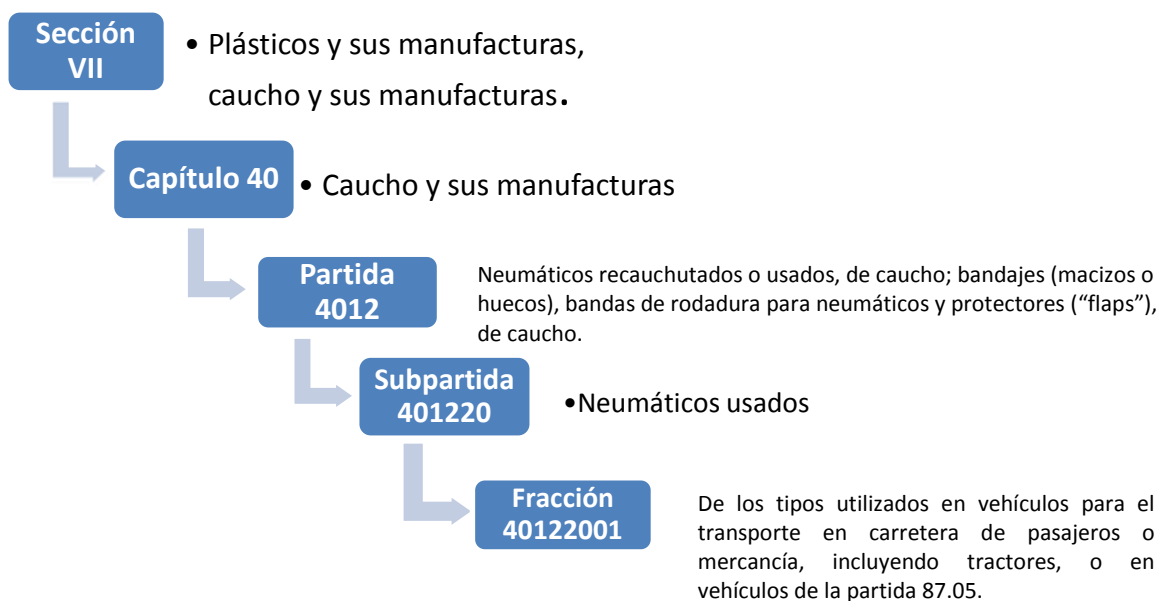 Sección
VII
• Plásticos y sus manufacturas,
caucho y sus manufacturas.
Capítulo 40
• Caucho y sus manufacturas
Partida
4012
Neumáticos recauchutados o usados, de caucho; bandajes (macizos o
huecos), bandas de rodadura para neumáticos y protectores (“flaps”),
de caucho.
Subpartida
401220
•Neumáticos usados
Fracción
40122001
De los tipos utilizados en vehículos para el
transporte en carretera de pasajeros o
mercancía, incluyendo tractores, o en
vehículos de la partida 87.05.